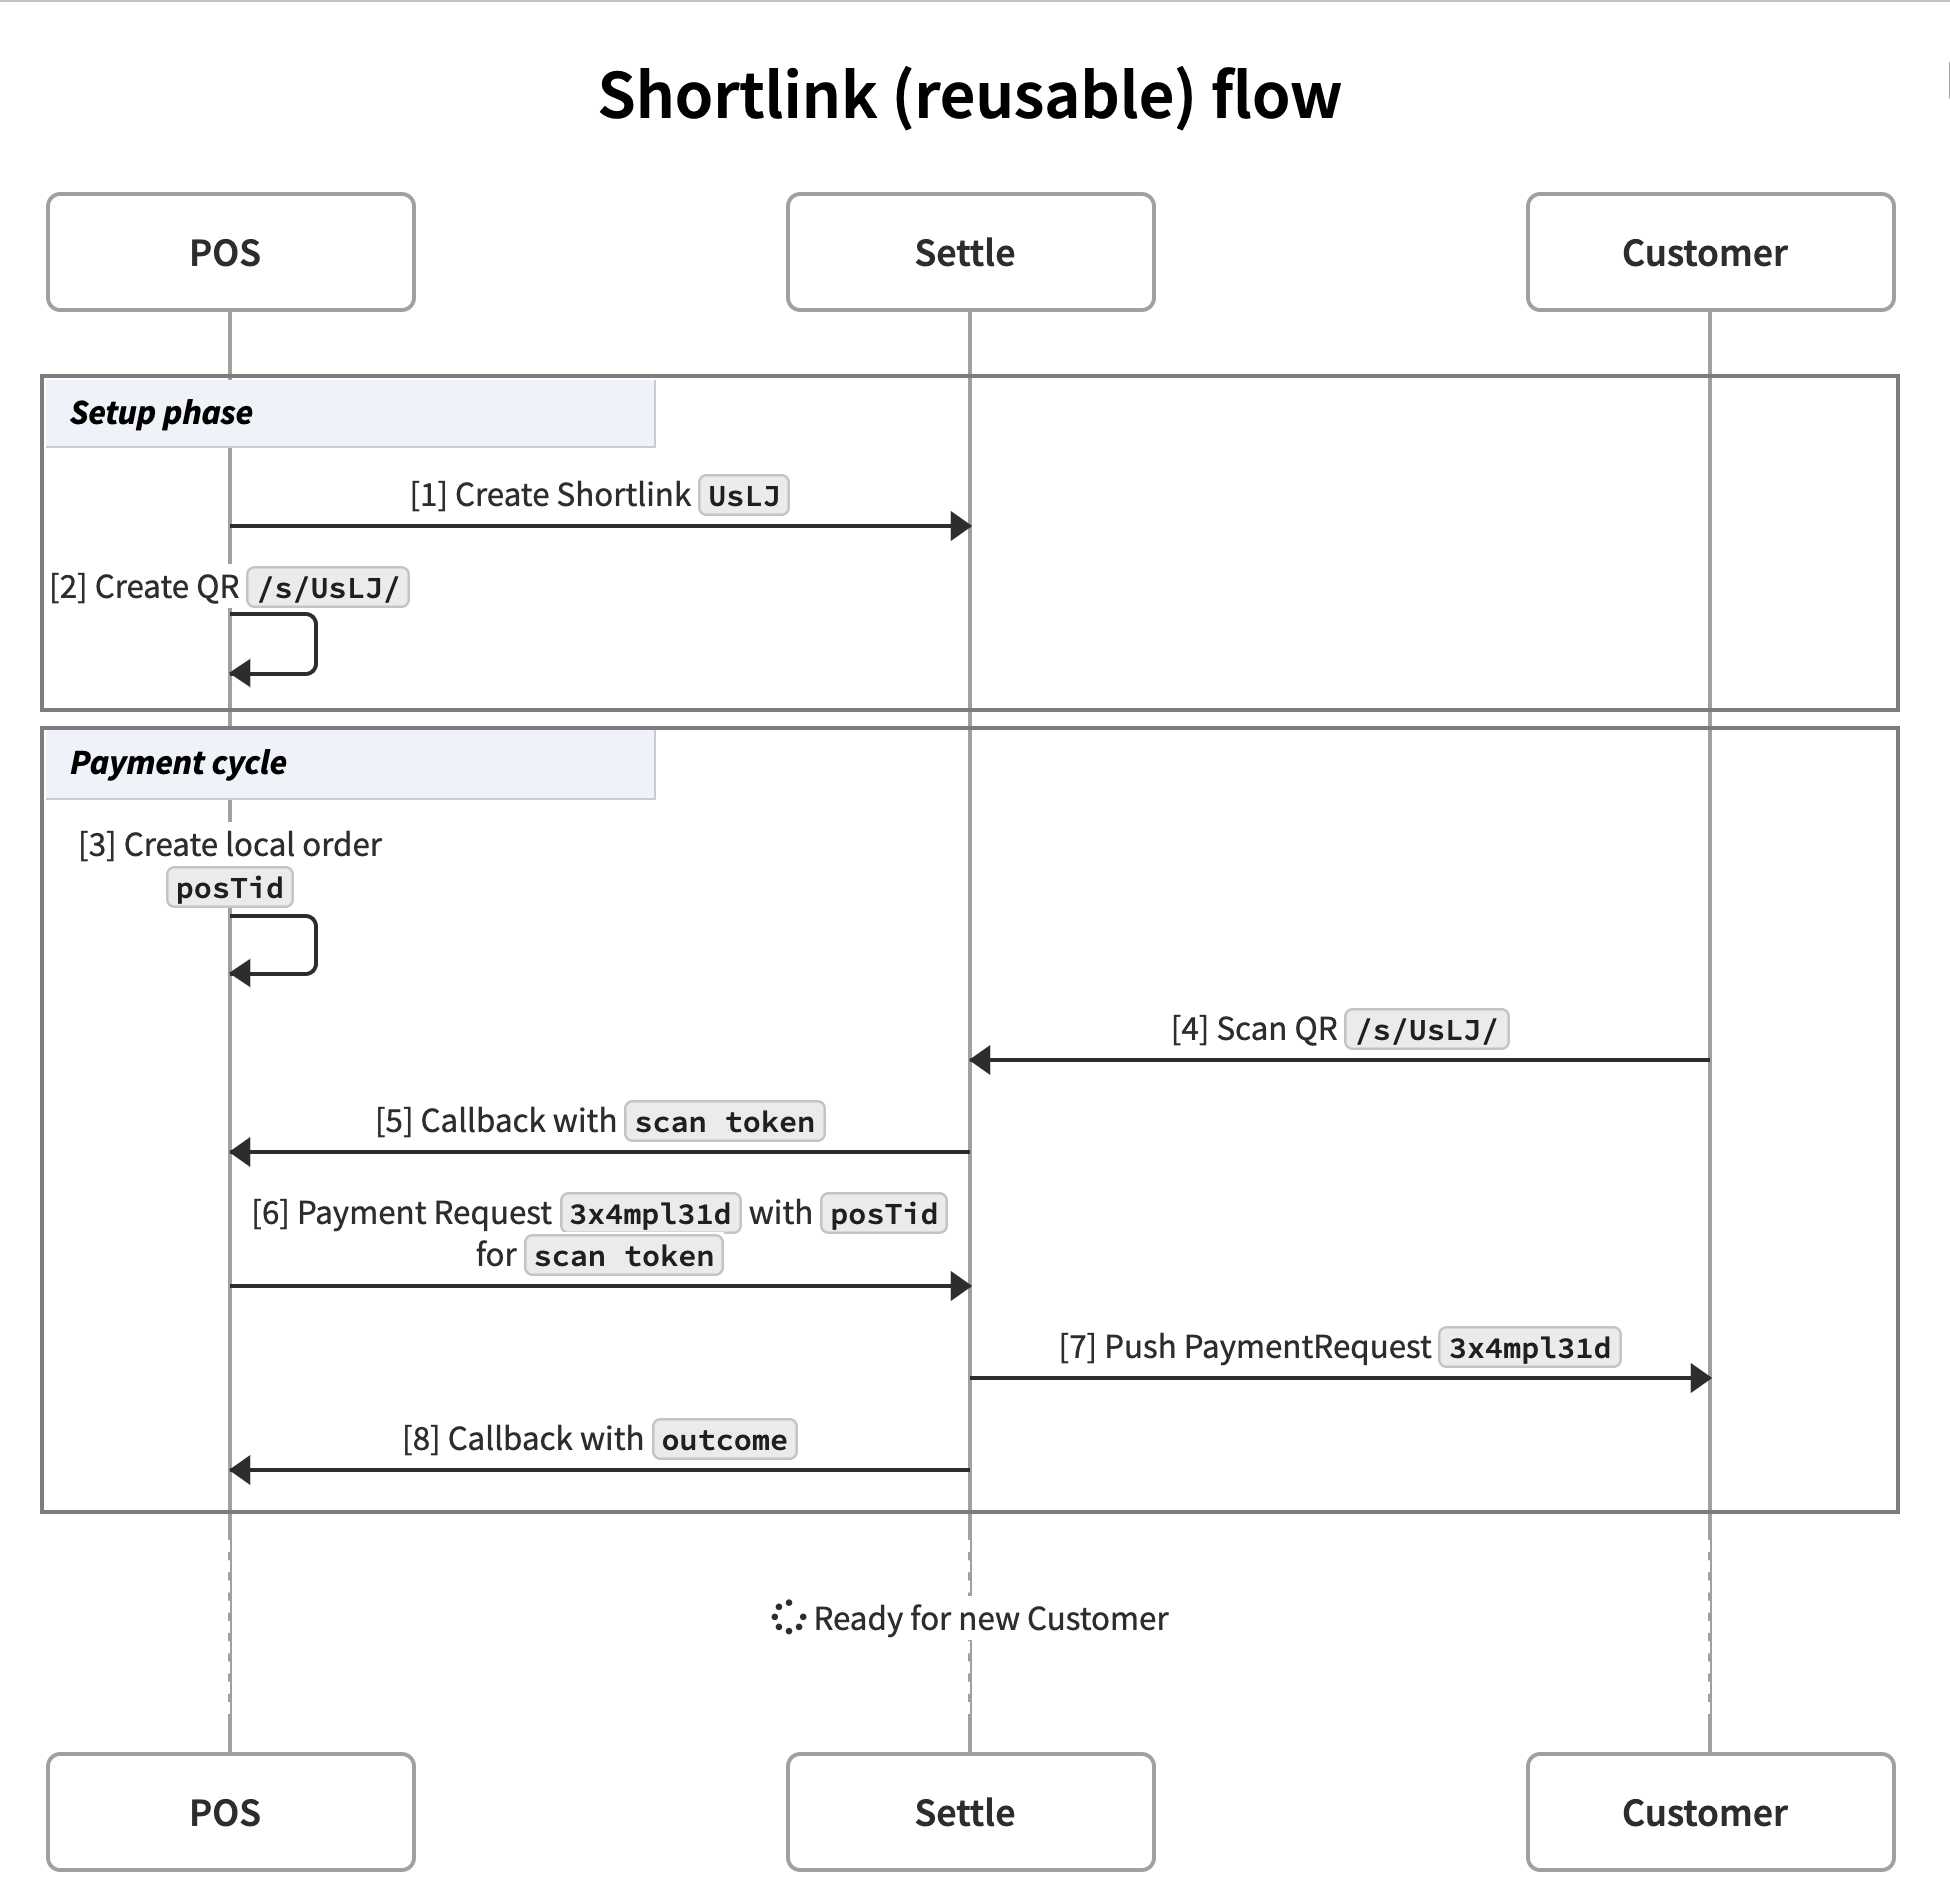 Shortlink (reusable) flow
POS
Settle
Customer
Setup phase
[1] Create Shortlink UsLJ
[2] Create QR /s/UsLJ/
Payment cycle
[3] Create local order
posTid
[4] Scan QR /s/UsLJ/
[5] Callback with scan token
[6] Payment Request 3x4mpl31d with posTid
for scan token
[7] Push PaymentRequest 3x4mpl31d
[8] Callback with outcome
Ready for new Customer
POS
Settle
Customer